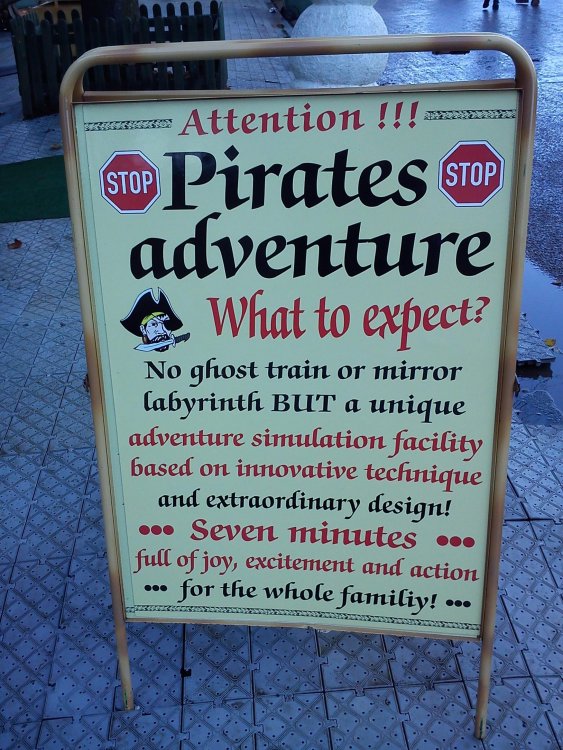 Attention !!!
STOP Pirates STOP
adventure
What to expect?
No ghost train or mirror
labyrinth BUT a unique
adventure simulation facility
based on innovative technique
and extraordinary design!
••• Seven minutes •••
full of joy, excitement and action
••• for the whole familiy! •••